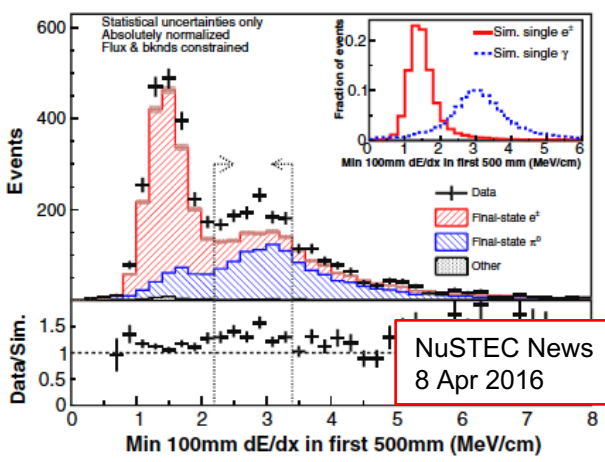 Statistical uncertainties only
Absolutely normalized
Flux & bknds constrained
Events
500
400
200
Fraction of events
0.2
0.1
0
Sim. single e±
Sim. single γ
0 1 2 3 4 5 6
Min 100mm dE/dx in first 500 mm (MeV/cm)
Data
Final-state e±
Final-state π⁰
Other
Data/Sim.
1.5
1
0.5
0
0 1 2 3 4 5 6 7 8
Min 100mm dE/dx in first 500mm (MeV/cm)
NuSTEC News
8 Apr 2016